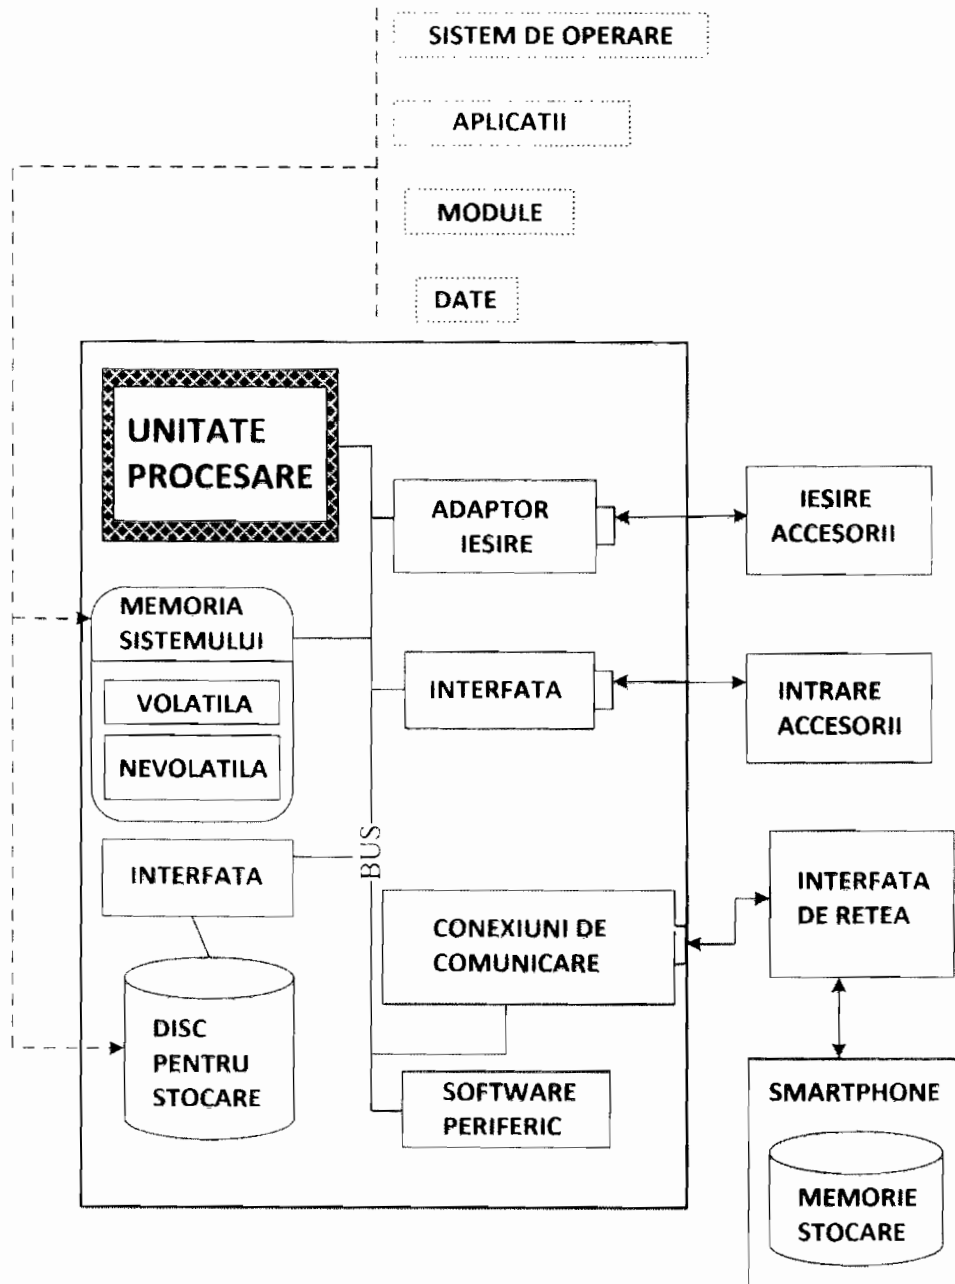 SISTEM DE OPERARE
APLICATII
MODULE
DATE
UNITATE
PROCESARE
ADAPTOR
IESIRE
IEȘIRE
ACCESORII
MEMORIA
SISTEMULUI
VOLATILA
NEVOLATILA
INTERFATA
INTRARE
ACCESORII
INTERFATA
BUS
CONEXIUNI DE
COMUNICARE
INTERFATA
DE RETEA
DISC
PENTRU
STOCARE
SOFTWARE
PERIFERIC
SMARTPHONE
MEMORIE
STOCARE